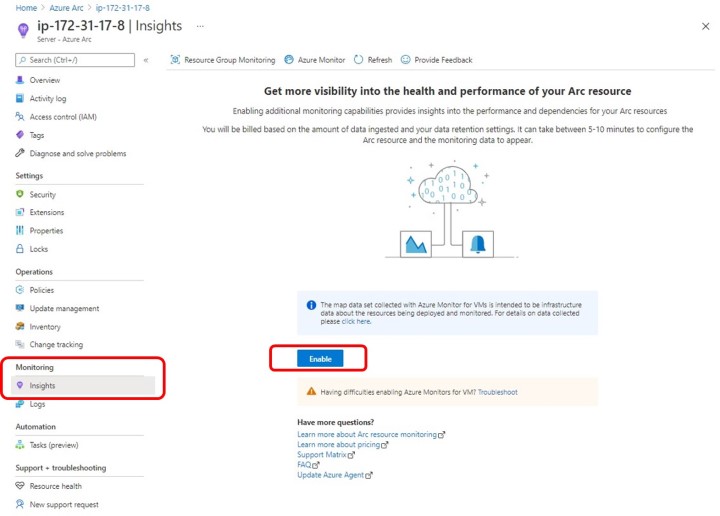 Home > Azure Arc > ip-172-31-17-8
ip-172-31-17-8 | Insights ...
Server - Azure Arc
Search (Ctrl+/)
Overview
Activity log
Access control (IAM)
Tags
Diagnose and solve problems
Settings
Security
Extensions
Properties
Locks
Operations
Policies
Update management
Inventory
Change tracking
Monitoring
Insights
Logs
Automation
Tasks (preview)
Support + troubleshooting
Resource health
New support request
Resource Group Monitoring Azure Monitor Refresh Provide Feedback
Get more visibility into the health and performance of your Arc resource
Enabling additional monitoring capabilities provides insights into the performance and dependencies for your Arc resources
You will be billed based on the amount of data ingested and your data retention settings. It can take between 5-10 minutes to configure the
Arc resource and the monitoring data to appear.
The map data set collected with Azure Monitor for VMs is intended to be infrastructure
data about the resources being deployed and monitored. For details on data collected
please click here.
Enable
Having difficulties enabling Azure Monitors for VM? Troubleshoot
Have more questions?
Learn more about Arc resource monitoring
Learn more about pricing
Support Matrix
FAQ
Update Azure Agent